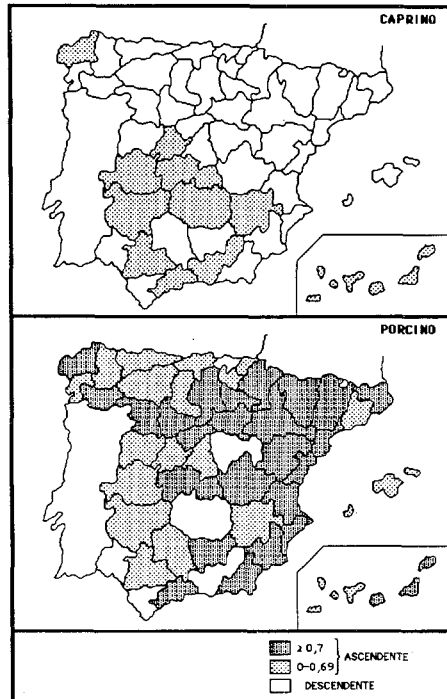 CAPRINO
PORCINO
≥0,7
0-0,69
ASCENDENTE
DESCENDENTE